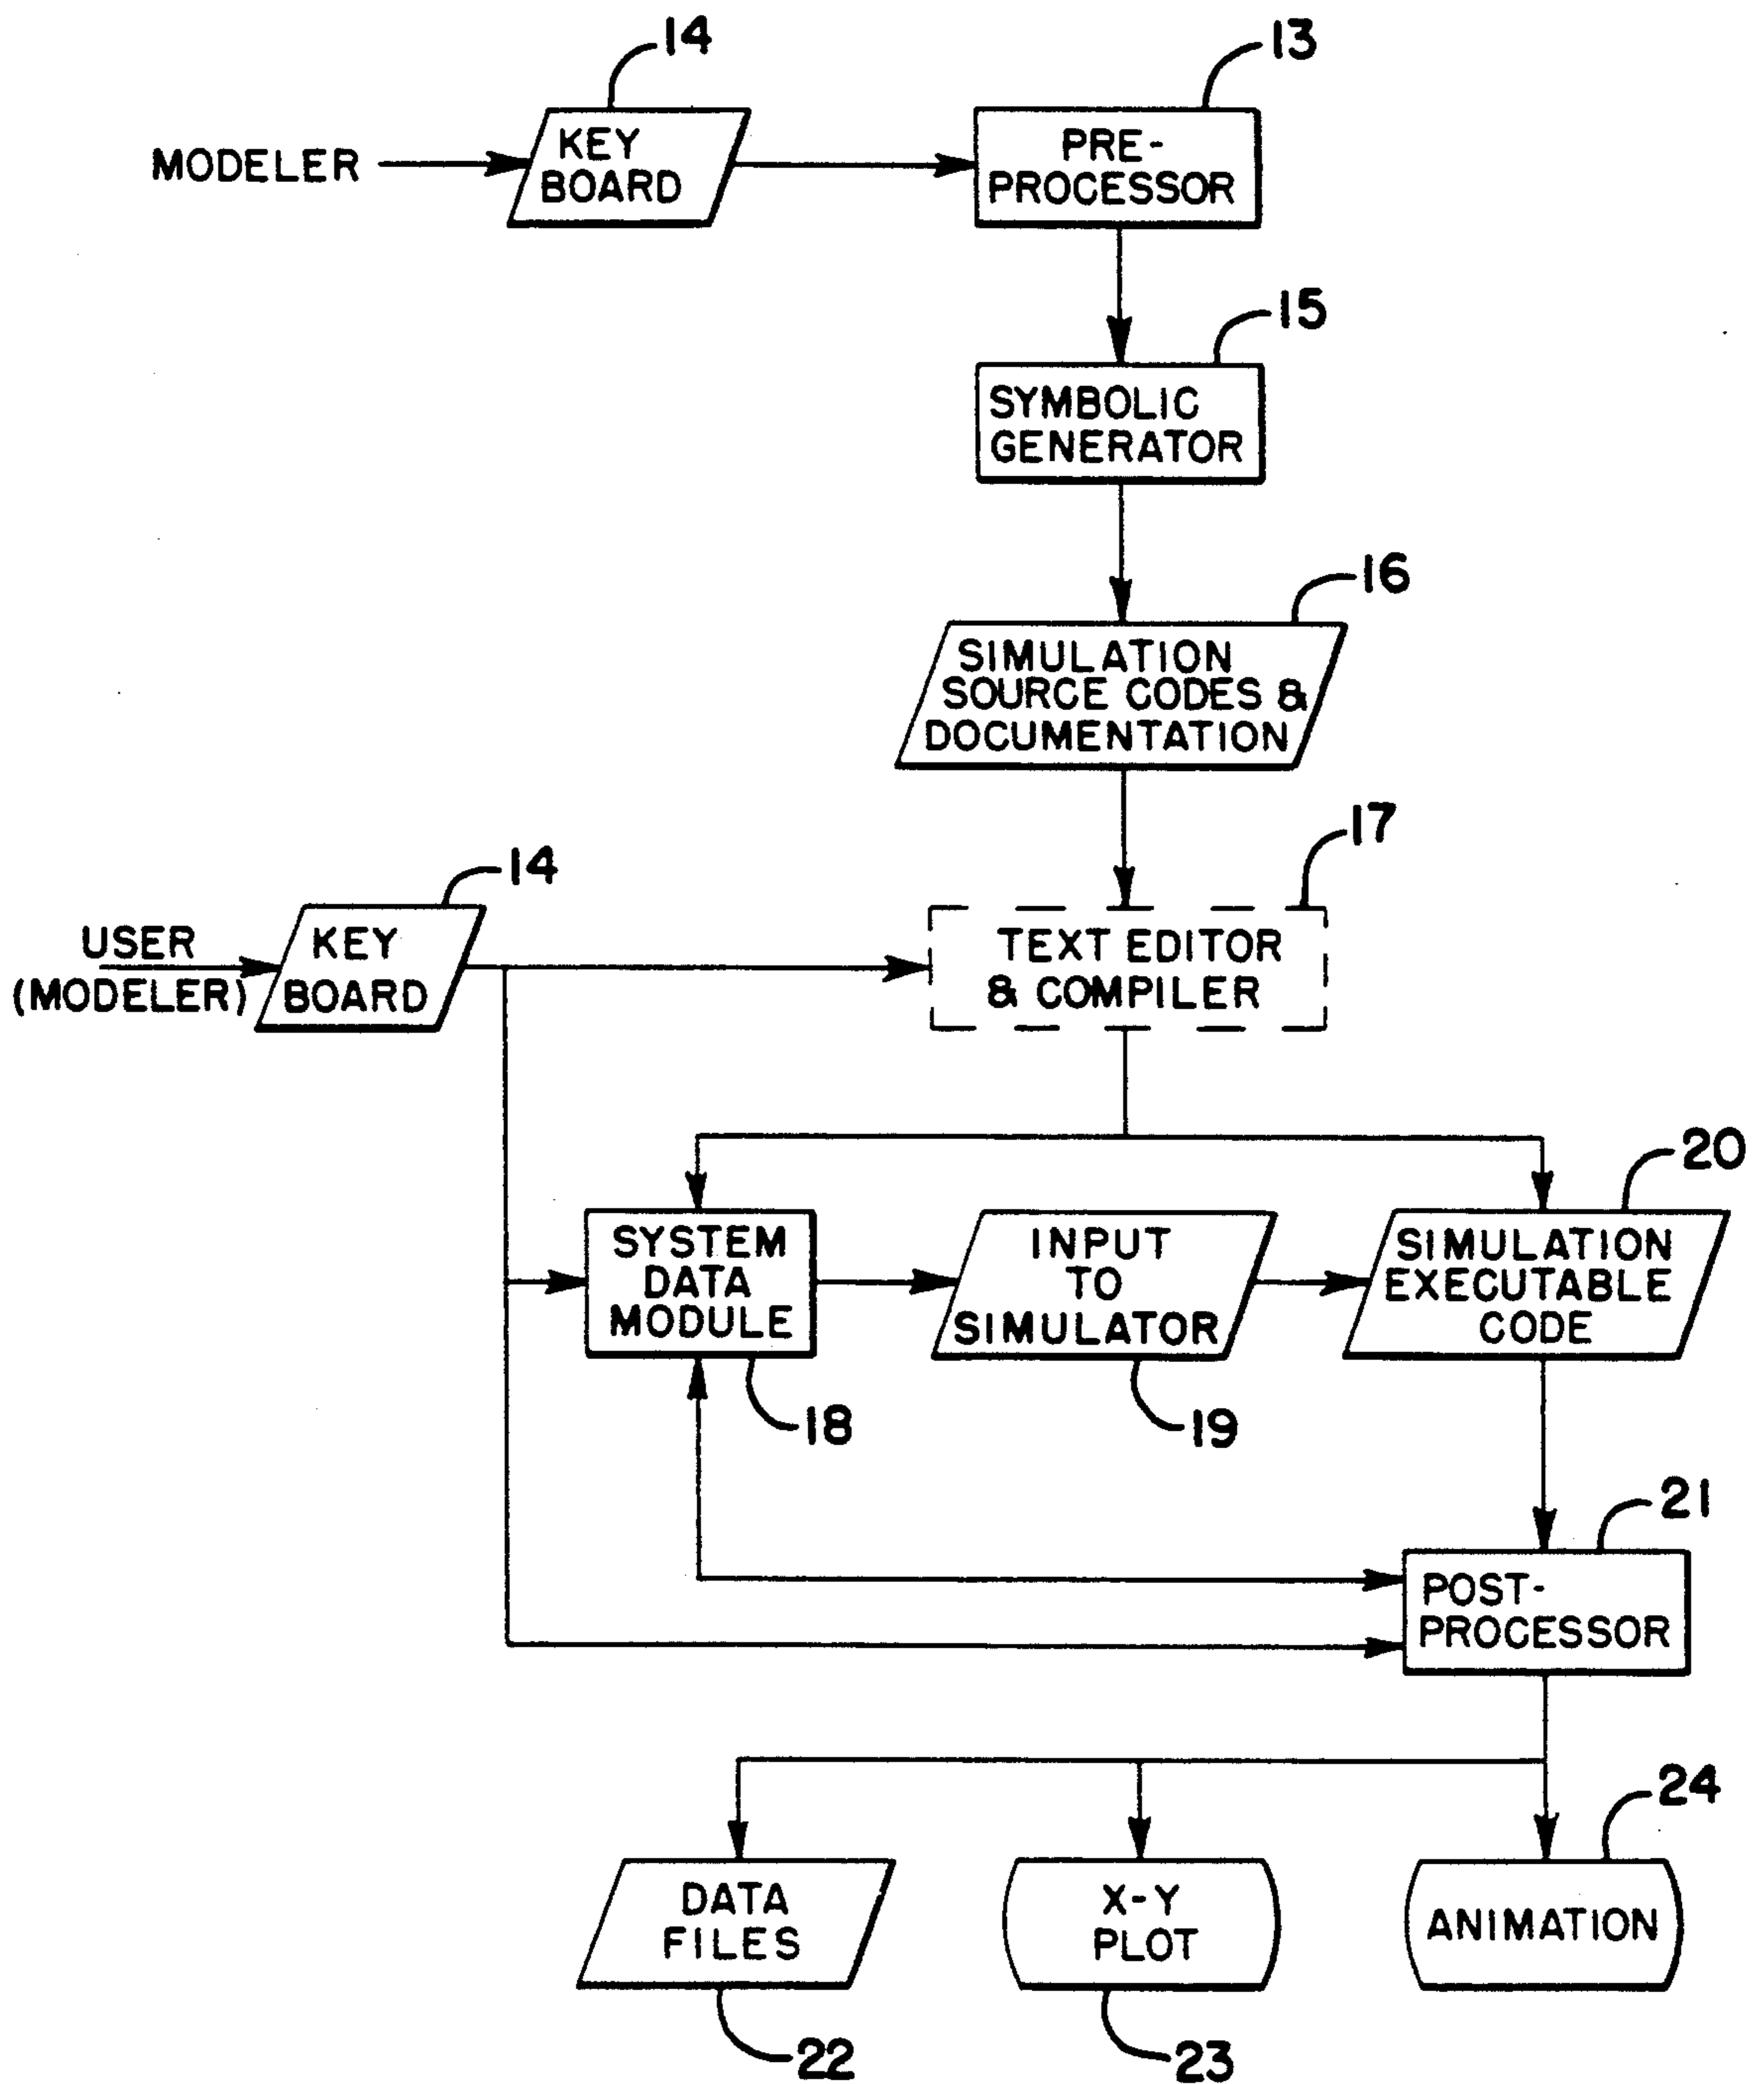 14
13
MODELER
KEY
BOARD
PRE-
PROCESSOR
15
SYMBOLIC
GENERATOR
16
SIMULATION
SOURCE CODES &
DOCUMENTATION
17
14
USER
(MODELER)
KEY
BOARD
TEXT EDITOR
& COMPILER
20
SYSTEM
DATA
MODULE
INPUT
TO
SIMULATOR
SIMULATION
EXECUTABLE
CODE
18
19
21
POST-
PROCESSOR
24
DATA
FILES
X-Y
PLOT
ANIMATION
22
23